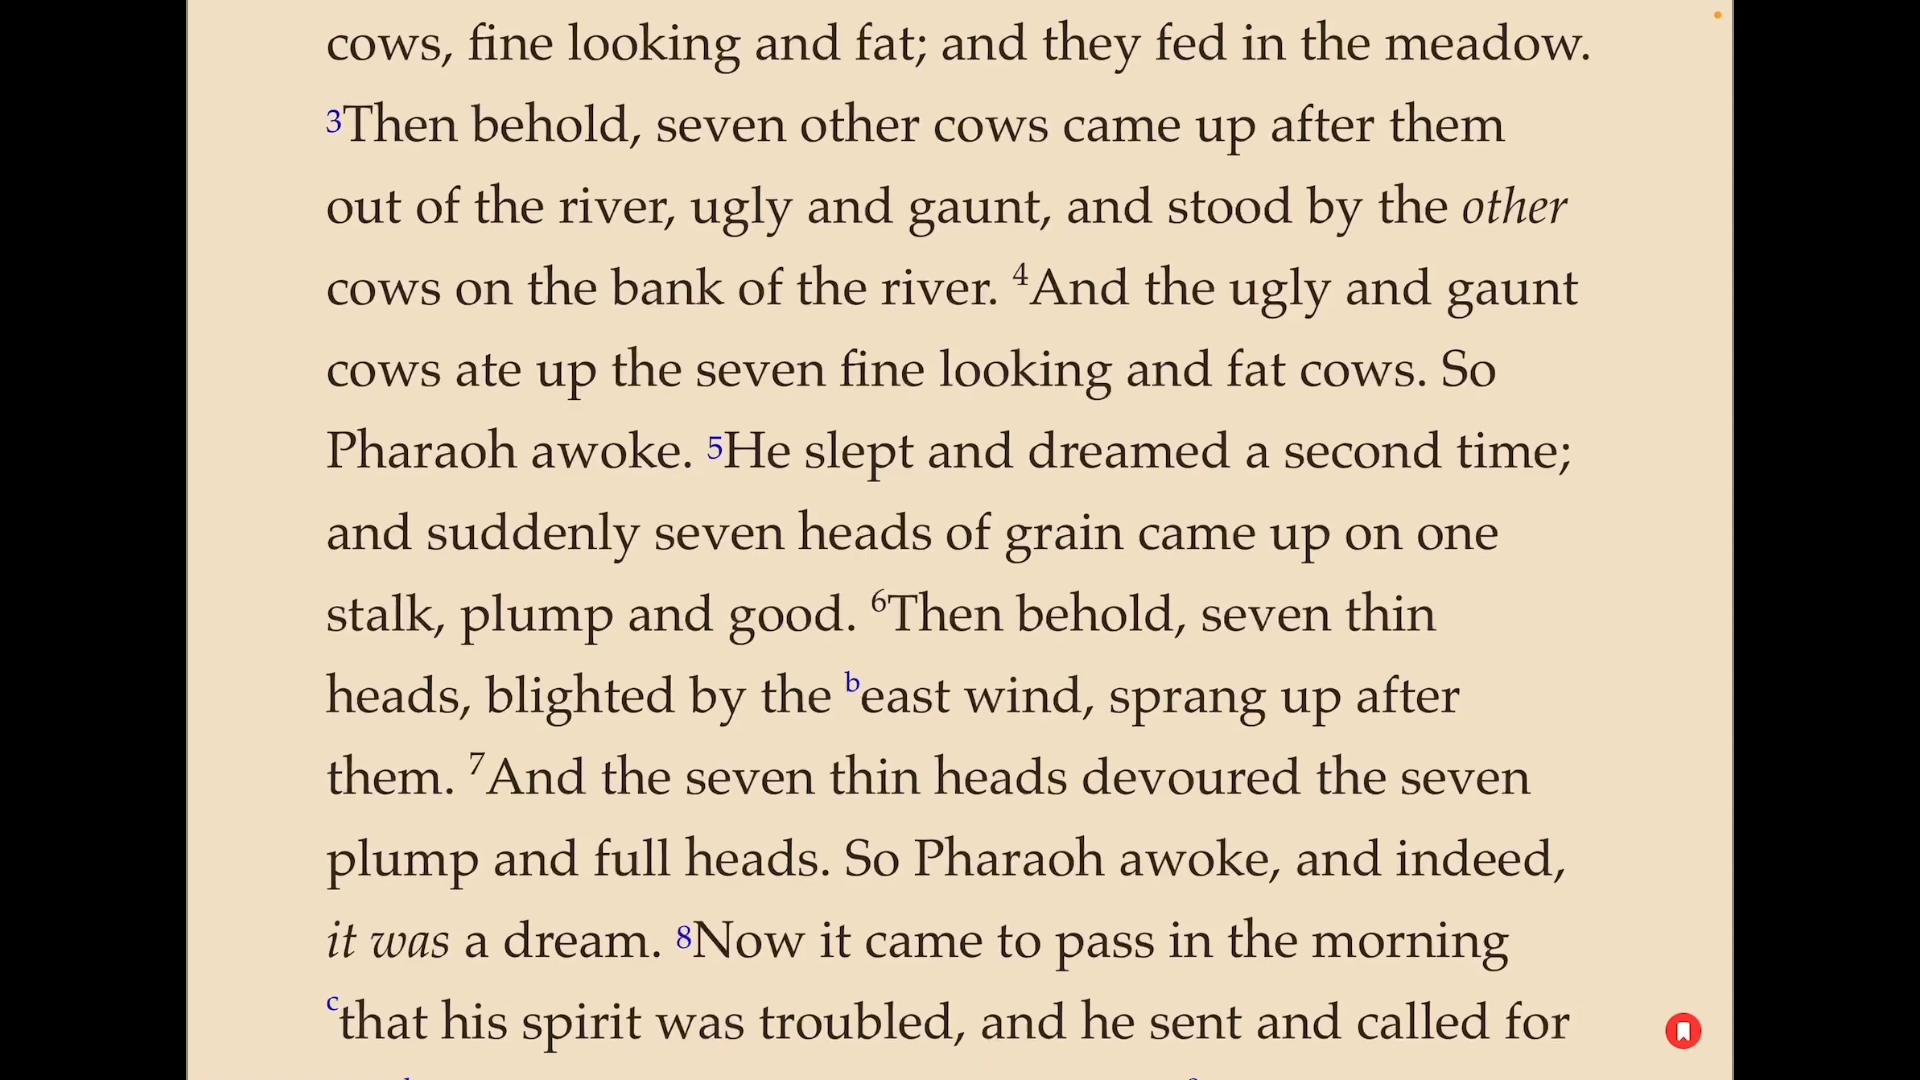 cows, fine looking and fat; and they fed in the meadow.
3Then behold, seven other cows came up after them
out of the river, ugly and gaunt, and stood by the other
cows on the bank of the river. 4And the ugly and gaunt
cows ate up the seven fine looking and fat cows. So
Pharaoh awoke. 5He slept and dreamed a second time;
and suddenly seven heads of grain came up on one
stalk, plump and good. 6Then behold, seven thin
heads, blighted by the beast wind, sprang up after
them. 7And the seven thin heads devoured the seven
plump and full heads. So Pharaoh awoke, and indeed,
it was a dream. 8Now it came to pass in the morning
cthat his spirit was troubled, and he sent and called for